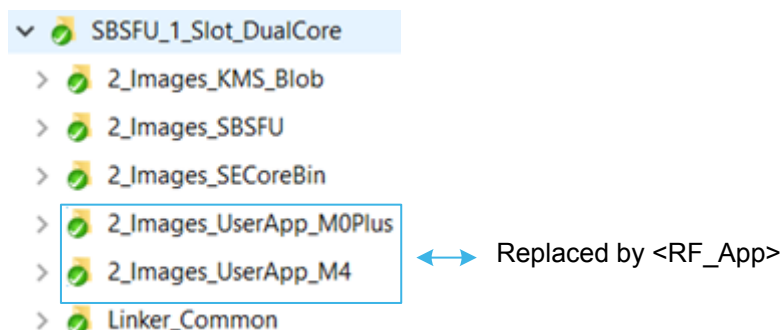 SBSFU_1_Slot_DualCore
2_Images_KMS_Blob
2_Images_SBSFU
2_Images_SECoreBin
2_Images_UserApp_M0Plus
2_Images_UserApp_M4
Replaced by <RF_App>
Linker_Common